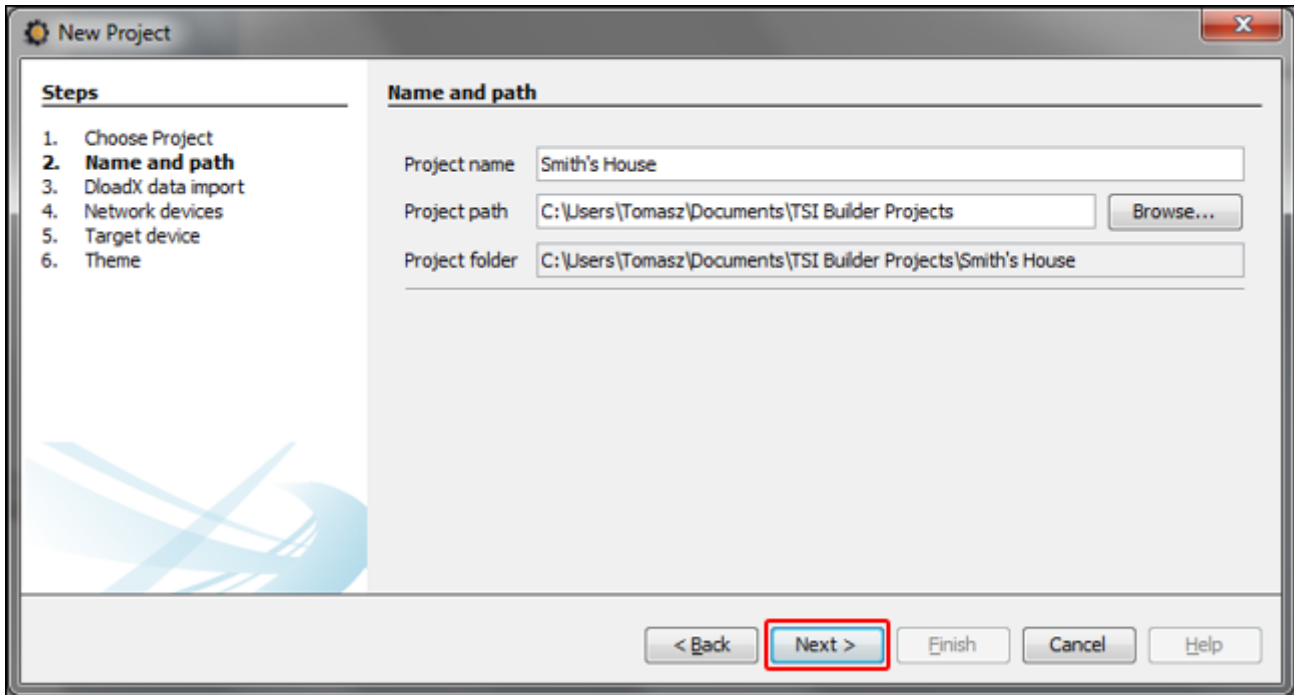 New Project
Steps
1. Choose Project
2. Name and path
3. DloadX data import
4. Network devices
5. Target device
6. Theme
Name and path
Project name Smith's House
Project path C:\Users\Tomasz\Documents\TSI Builder Projects Browse...
Project folder C:\Users\Tomasz\Documents\TSI Builder Projects\Smith's House
< Back Next > Finish Cancel Help